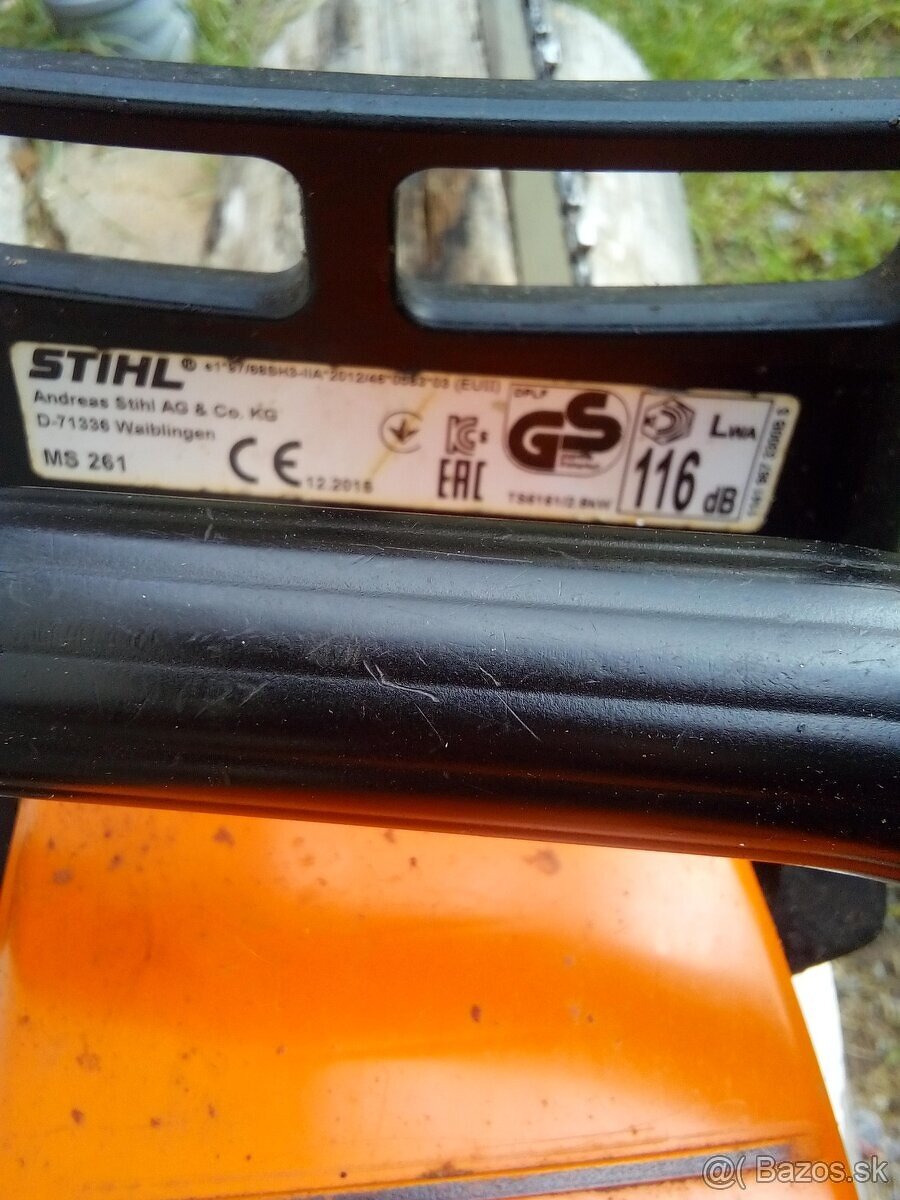 STIHL®
Andreas Stihl AG & Co. KG
D-71336 Waiblingen
MS 261
CE
12.2016
EAC
DPLF
GS
LWA
116 dB
@( Bazos.sk